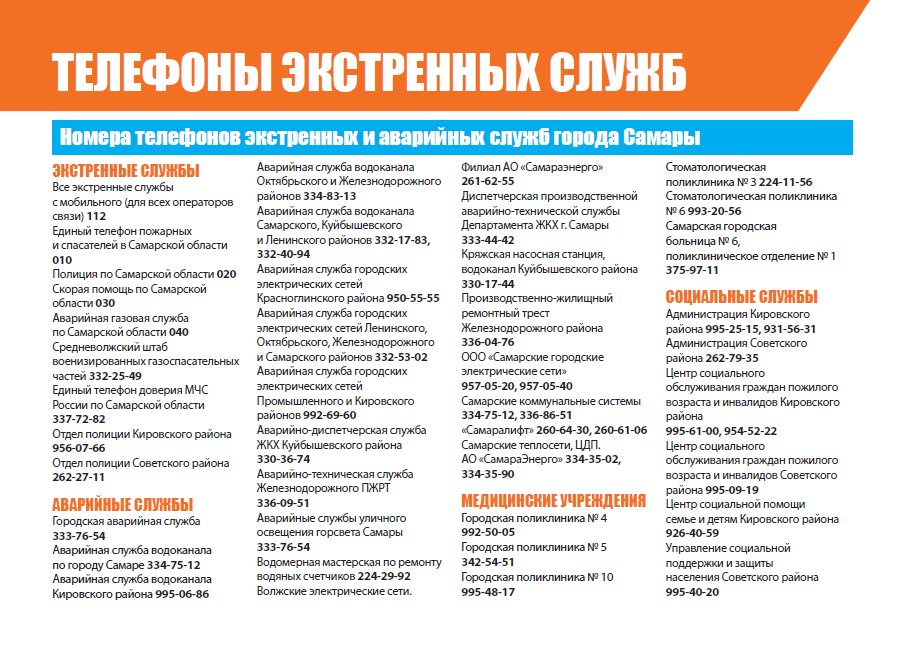 ТЕЛЕФОНЫ ЭКСТРЕННЫХ СЛУЖБ
Номера телефонов экстренных и аварийных служб города Самары
ЭКСТРЕННЫЕ СЛУЖБЫ
Все экстренные службы
с мобильного (для всех операторов
связи) 112
Единый телефон пожарных
и спасателей в Самарской области
010
Полиция по Самарской области 020
Скорая помощь по Самарской
области 030
Аварийная газовая служба
по Самарской области 040
Средневолжский штаб
военизированных газоспасательных
частей 332-25-49
Единый телефон доверия МЧС
России по Самарской области
337-72-82
Отдел полиции Кировского района
956-07-66
Отдел полиции Советского района
262-27-11
АВАРИЙНЫЕ СЛУЖБЫ
Городская аварийная служба
333-76-54
Аварийная служба водоканала
по городу Самаре 334-75-12
Аварийная служба водоканала
Кировского района 995-06-86
Аварийная служба водоканала
Октябрьского и Железнодорожного
районов 334-83-13
Аварийная служба водоканала
Самарского, Куйбышевского
и Ленинского районов 332-17-83,
332-40-94
Аварийная служба городских
электрических сетей
Красноглинского района 950-55-55
Аварийная служба городских
электрических сетей Ленинского,
Октябрьского, Железнодорожного
и Самарского районов 332-53-02
Аварийная служба городских
электрических сетей
Промышленного и Кировского
районов 992-69-60
Аварийно-диспетчерская служба
ЖКХ Куйбышевского района
330-36-74
Аварийно-техническая служба
Железнодорожного ПЖРТ
336-09-51
Аварийные службы уличного
освещения горсвета Самары
333-76-54
Водомерная мастерская по ремонту
водяных счетчиков 224-29-92
Волжские электрические сети.
Филиал АО «Самараэнерго»
261-62-55
Диспетчерская производственной
аварийно-технической службы
Департамента ЖКХ г. Самары
333-44-42
Кряжская насосная станция,
водоканал Куйбышевского района
330-17-44
Производственно-жилищный
ремонтный трест
Железнодорожного района
336-04-76
ООО «Самарские городские
электрические сети»
957-05-20, 957-05-40
Самарские коммунальные системы
334-75-12, 336-86-51
«Самаралифт» 260-64-30, 260-61-06
Самарские теплосети, ЦДП.
АО «СамараЭнерго» 334-35-02,
334-35-90
МЕДИЦИНСКИЕ УЧРЕЖДЕНИЯ
Городская поликлиника № 4
992-50-05
Городская поликлиника № 5
342-54-51
Городская поликлиника № 10
995-48-17
Стоматологическая
поликлиника № 3 224-11-56
Стоматологическая поликлиника
№ 6 993-20-56
Самарская городская
больница № 6,
поликлиническое отделение № 1
375-97-11
СОЦИАЛЬНЫЕ СЛУЖБЫ
Администрация Кировского
района 995-25-15, 931-56-31
Администрация Советского
района 262-79-35
Центр социального
обслуживания граждан пожилого
возраста и инвалидов Кировского
района
995-61-00, 954-52-22
Центр социального
обслуживания граждан пожилого
возраста и инвалидов Советского
района 995-09-19
Центр социальной помощи
семье и детям Кировского района
926-40-59
Управление социальной
поддержки и защиты
населения Советского района
995-40-20